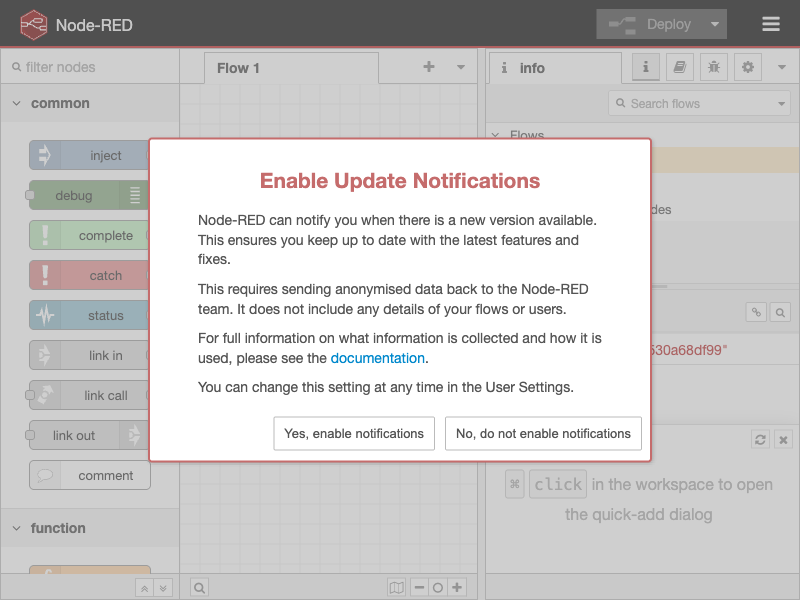 Node-RED
Deploy
filter nodes
Flow 1
info
common
Search flows
Flows
inject
debug
complete
catch
status
link in
link call
link out
comment
function
Enable Update Notifications
Node-RED can notify you when there is a new version available.
This ensures you keep up to date with the latest features and
fixes.
This requires sending anonymised data back to the Node-RED
team. It does not include any details of your flows or users.
For full information on what information is collected and how it is
used, please see the documentation.
You can change this setting at any time in the User Settings.
Yes, enable notifications
No, do not enable notifications
des
530a68df99"
⌘ click in the workspace to open
the quick-add dialog